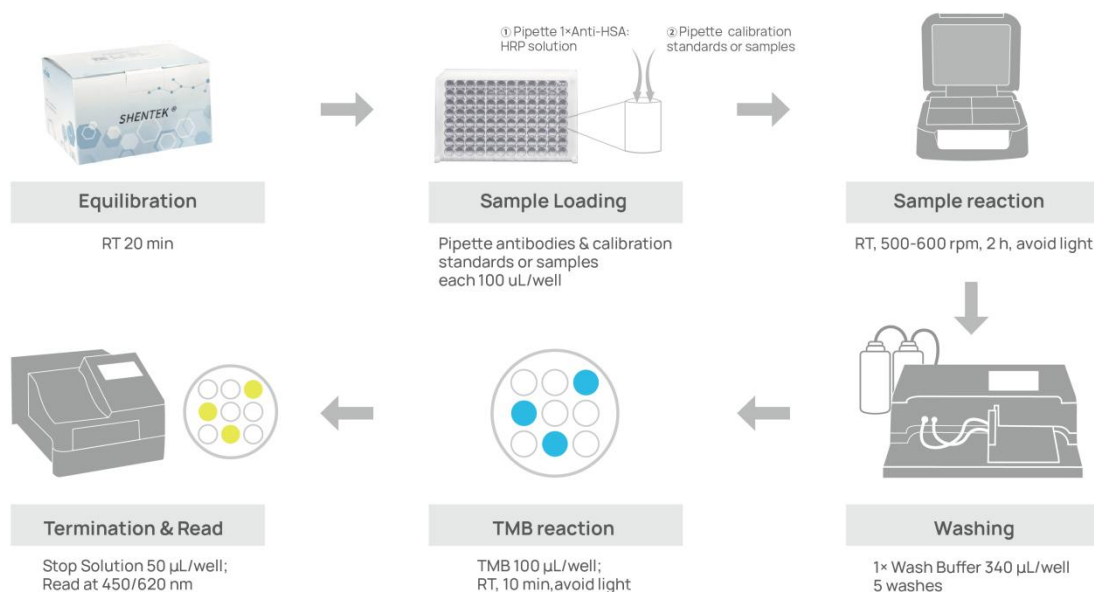 ① Pipette 1×Anti-HSA:
HRP solution
② Pipette calibration
standards or samples
SHENTEK®
Equilibration
RT 20 min
Sample Loading
Pipette antibodies & calibration
standards or samples
each 100 uL/well
Sample reaction
RT, 500-600 rpm, 2 h, avoid light
Termination & Read
Stop Solution 50 µL/well;
Read at 450/620 nm
TMB reaction
TMB 100 µL/well;
RT, 10 min,avoid light
Washing
1× Wash Buffer 340 µL/well
5 washes